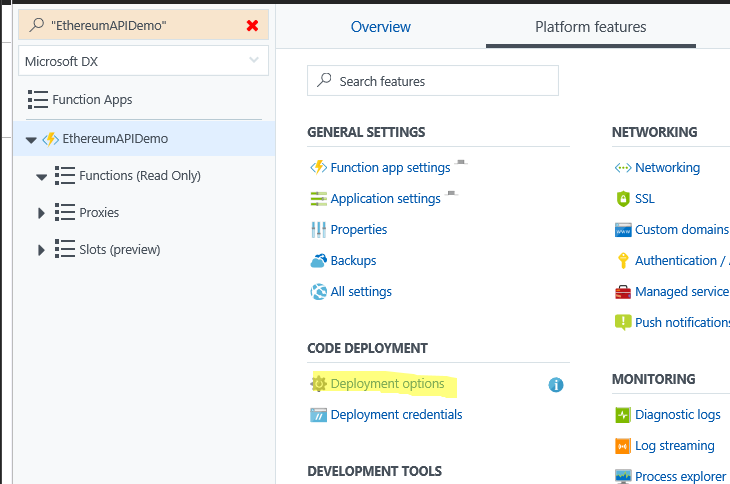 "EthereumAPIDemo"
Microsoft DX
Function Apps
EthereumAPIDemo
Functions (Read Only)
Proxies
Slots (preview)
Overview
Platform features
Search features
GENERAL SETTINGS
Function app settings
Application settings
Properties
Backups
All settings
CODE DEPLOYMENT
Deployment options
Deployment credentials
DEVELOPMENT TOOLS
NETWORKING
Networking
SSL
Custom domains
Authentication /
Managed service
Push notifications
MONITORING
Diagnostic logs
Log streaming
Process explorer